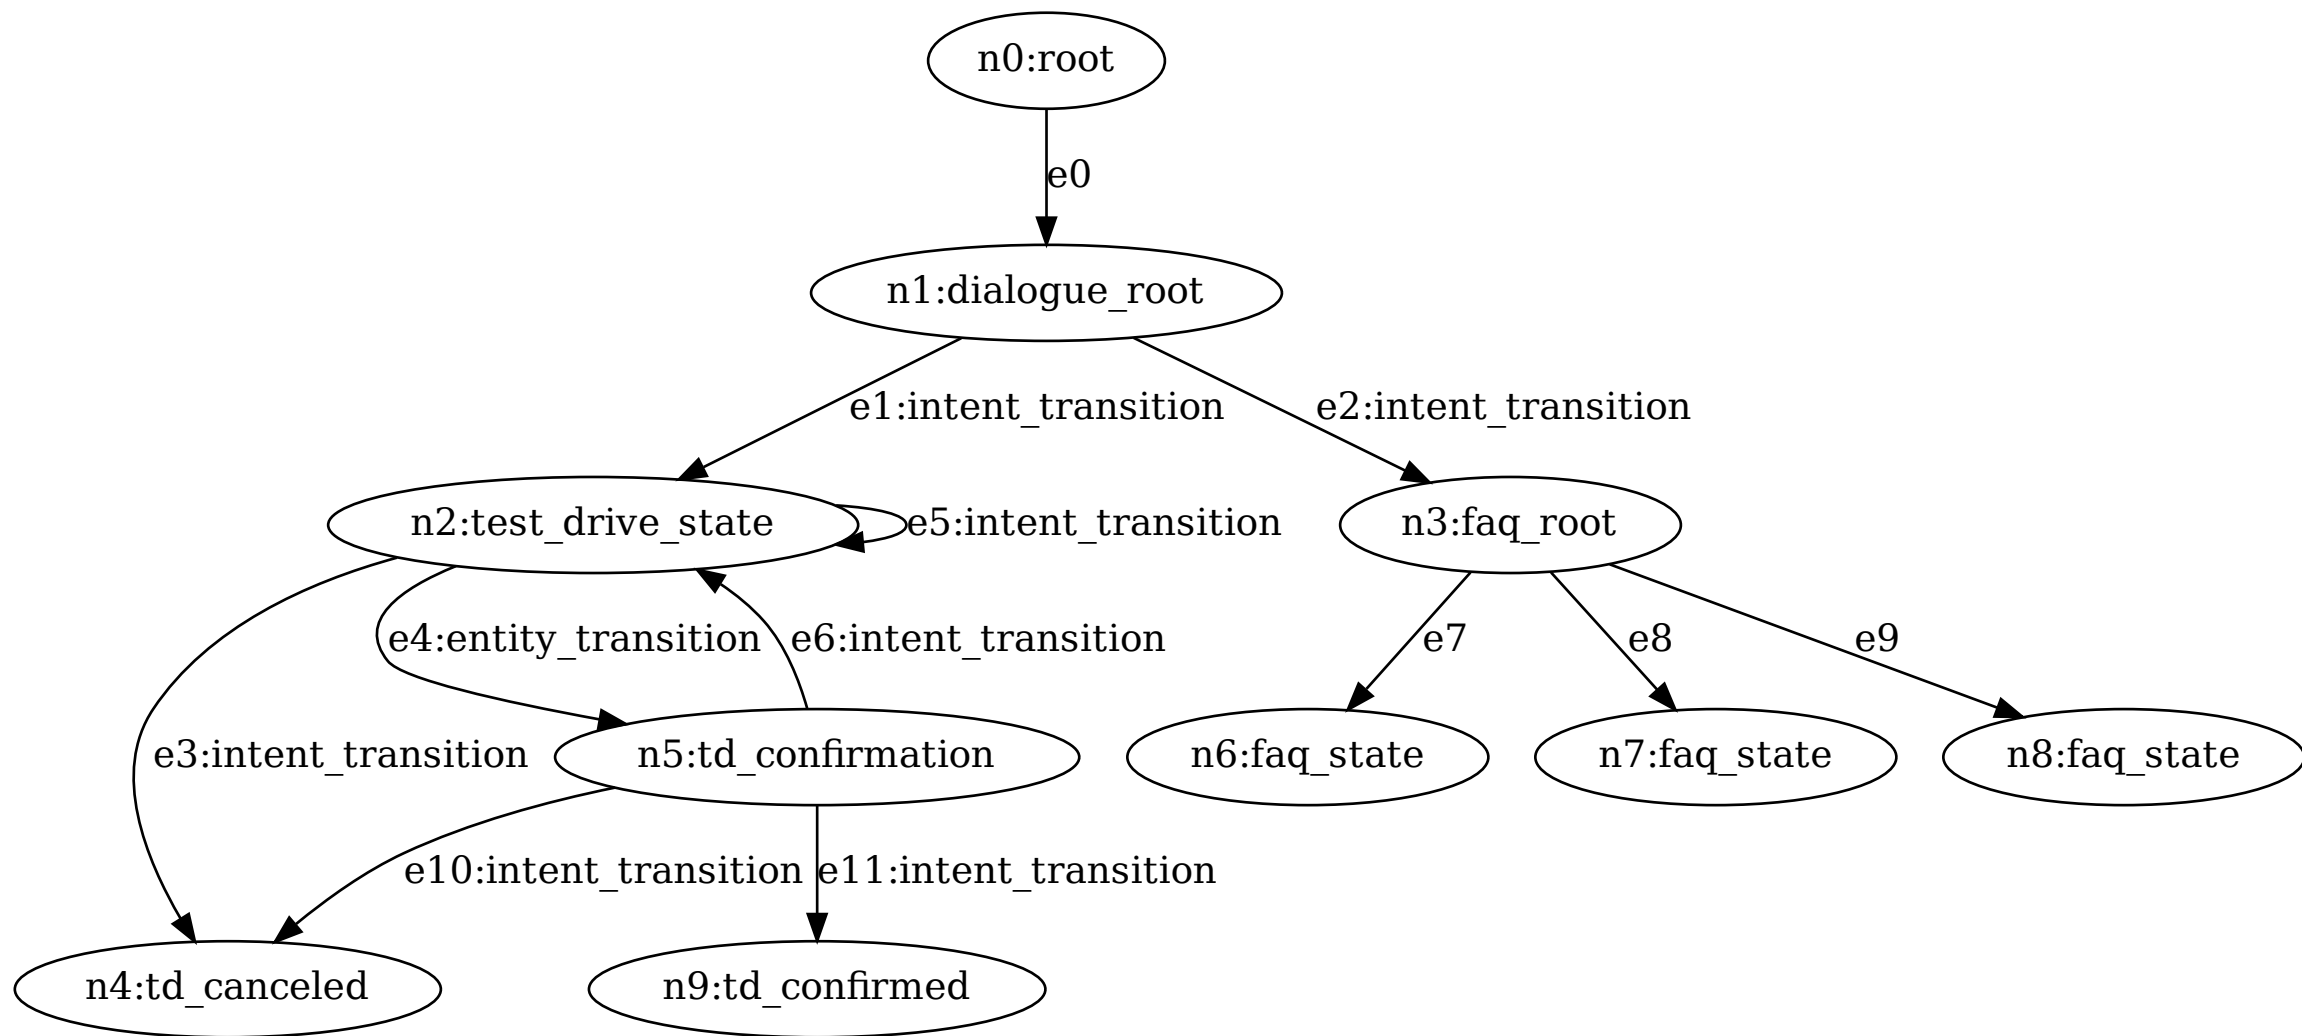 n0:root
e0
n1:dialogue_root
e1:intent_transition
e2:intent_transition
n2:test_drive_state
e5:intent_transition
n3:faq_root
e4:entity_transition
e6:intent_transition
e7
e8
e9
e3:intent_transition
n5:td_confirmation
n6:faq_state
n7:faq_state
n8:faq_state
e10:intent_transition
e11:intent_transition
n4:td_canceled
n9:td_confirmed